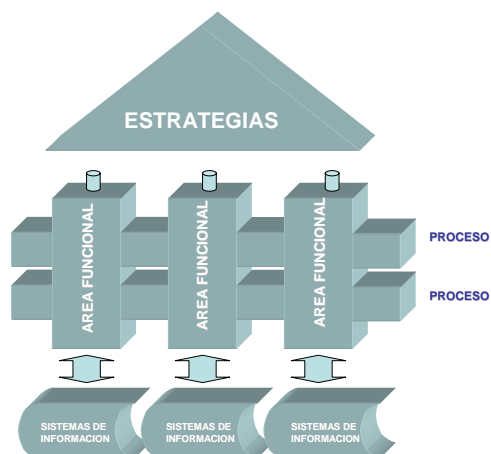 ESTRATEGIAS
AREA FUNCIONAL
AREA FUNCIONAL
AREA FUNCIONAL
PROCESO
PROCESO
SISTEMAS DE
INFORMACION
SISTEMAS DE
INFORMACION
SISTEMAS DE
INFORMACION